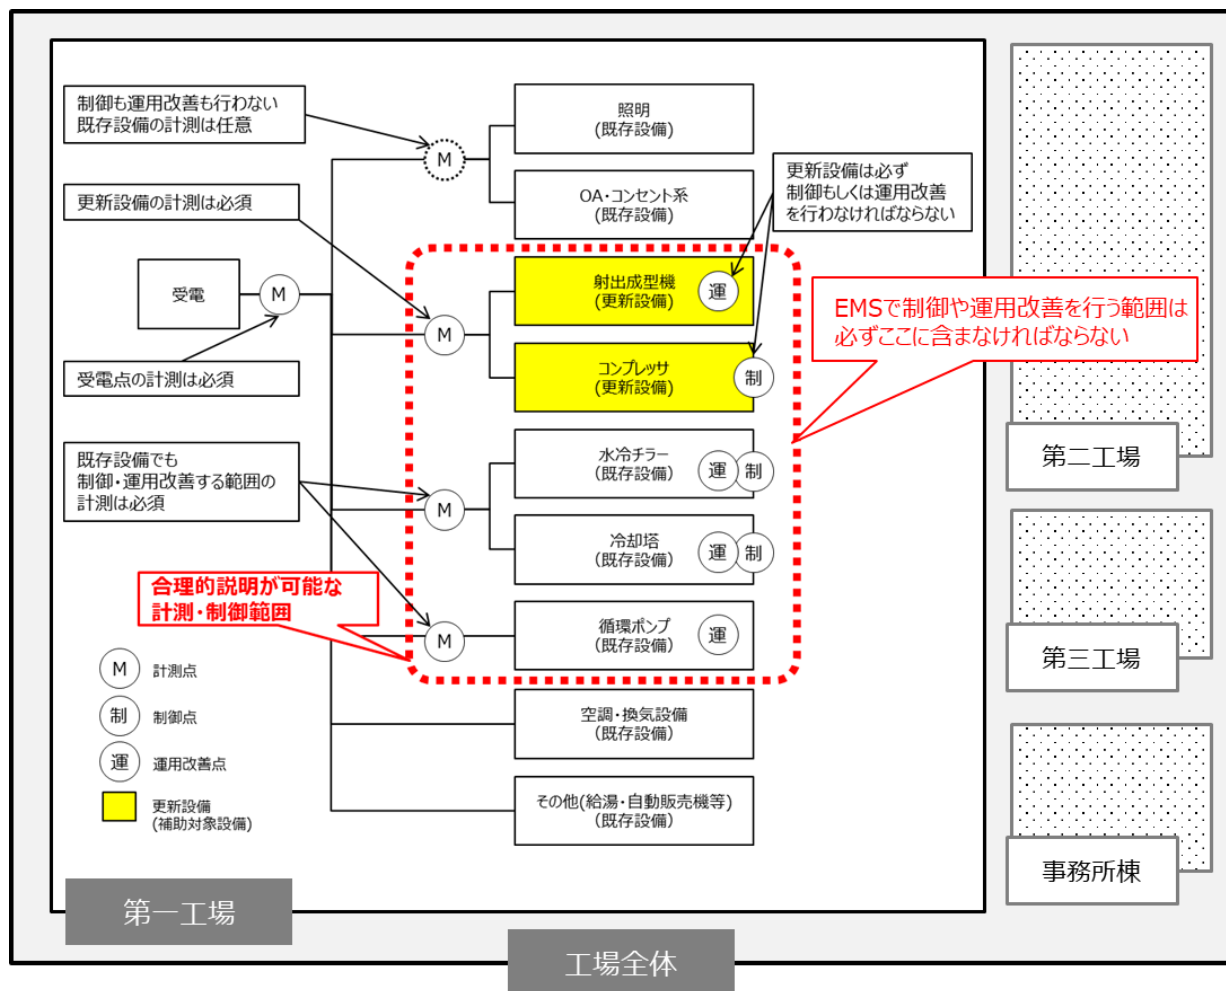 制御も運用改善も行わない
既存設備の計測は任意
更新設備の計測は必須
受電
M
受電点の計測は必須
既存設備でも
制御・運用改善する範囲の
計測は必須
合理的説明が可能な
計測・制御範囲
M
照明
(既存設備)
OA・コンセント系
(既存設備)
M
射出成型機
(更新設備)
運
コンプレッサ
(更新設備)
制
M
水冷チラー
(既存設備)
運
制
冷却塔
(既存設備)
運
制
M
循環ポンプ
(既存設備)
運
空調・換気設備
(既存設備)
その他(給湯・自動販売機等)
(既存設備)
更新設備は必ず
制御もしくは運用改善
を行わなければならない
EMSで制御や運用改善を行う範囲は
必ずここに含まなければならない
M 計測点
制 制御点
運 運用改善点
更新設備
(補助対象設備)
第一工場
第二工場
第三工場
事務所棟
工場全体